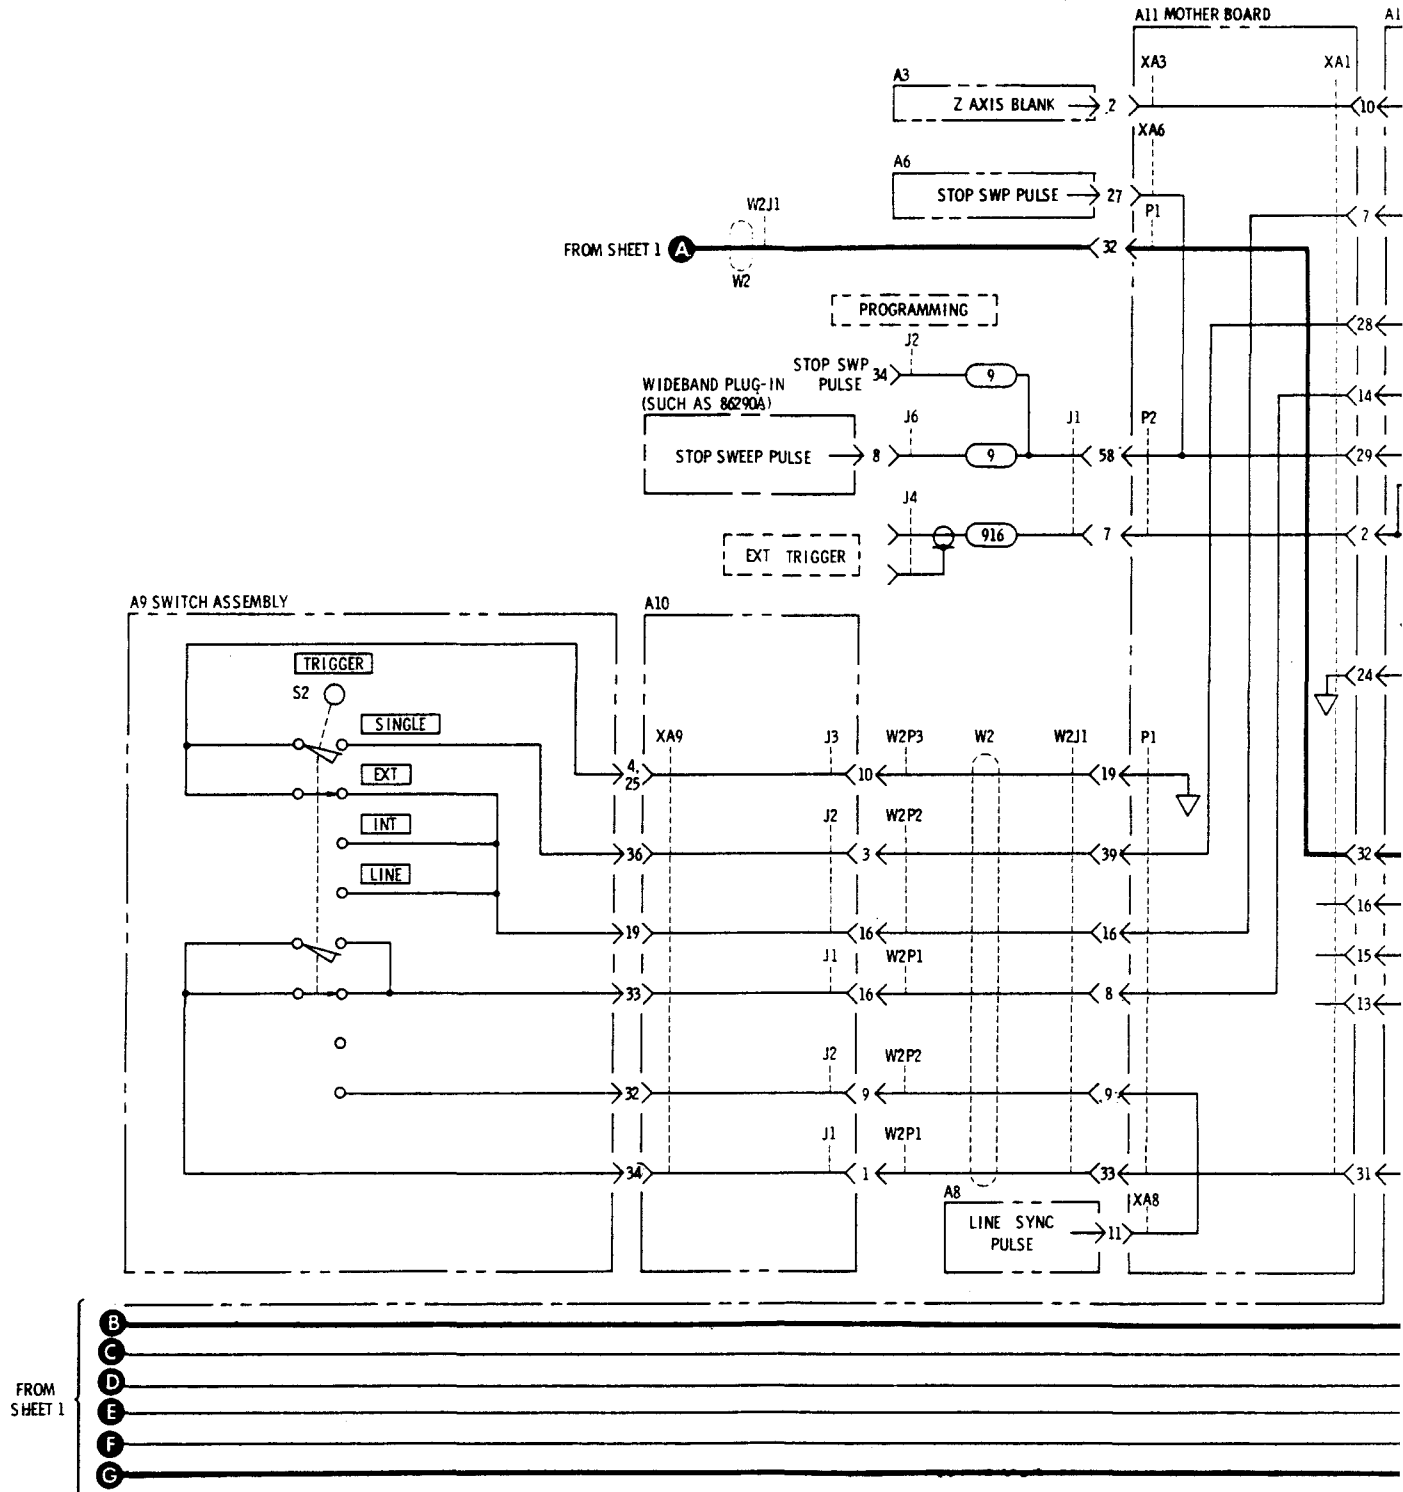 A11 MOTHER BOARD
A1
XA3
XA1
A3
Z AXIS BLANK
2
10
XA6
A6
STOP SWP PULSE
27
7
W2J1
P1
FROM SHEET 1
A
32
W2
PROGRAMMING
28
J2
STOP SWP
PULSE
34
9
WIDEBAND PLUG-IN
(SUCH AS 86290A)
14
J6
J1
P2
STOP SWEEP PULSE
8
9
58
29
J4
916
7
2
EXT TRIGGER
A9 SWITCH ASSEMBLY
A10
TRIGGER
24
S2
SINGLE
XA9
J3
W2P3
W2
W2J1
P1
EXT
4,
25
10
19
INT
J2
W2P2
36
3
39
32
LINE
16
19
16
16
J1
W2P1
15
33
16
8
13
J2
W2P2
32
9
9
J1
W2P1
34
1
33
31
A8
XA8
LINE SYNC
PULSE
11
B
C
D
FROM
SHEET 1
E
F
G